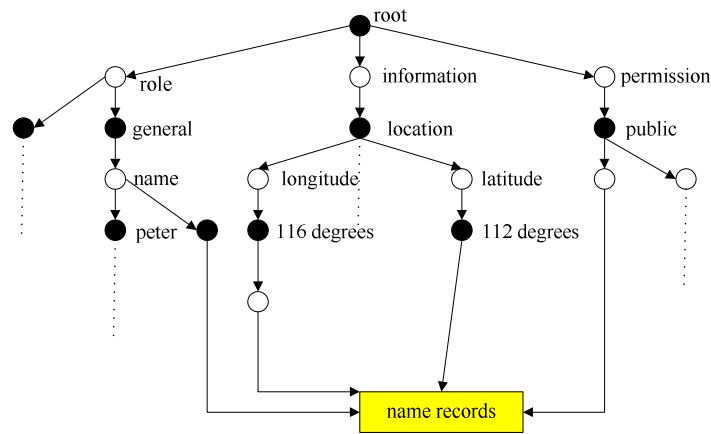 root
role
information
permission
general
location
public
name
longitude
latitude
peter
116 degrees
112 degrees
name records